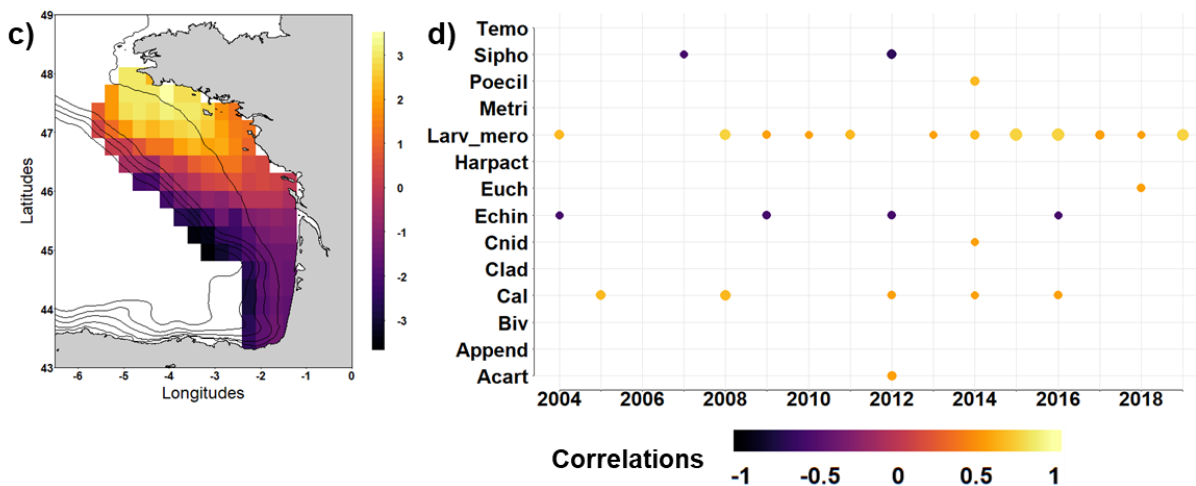 c)
49
48
47
46
45
44
43
Latitudes
-6
-5
-4
-3
-2
-1
0
Longitudes
3
2
1
0
-1
-2
-3
d)
Temo
Sipho
Poecil
Metri
Larv_mero
Harpact
Euch
Echin
Cnid
Clad
Cal
Biv
Append
Acart
2004 2006 2008 2010 2012 2014 2016 2018
Correlations
-1 -0.5 0 0.5 1